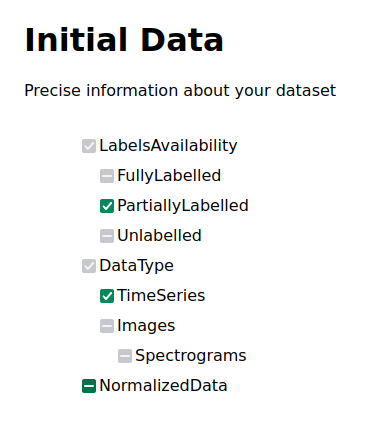 Initial Data
Precise information about your dataset
LabelsAvailability
FullyLabelled
PartiallyLabelled
Unlabelled
DataType
TimeSeries
Images
Spectrograms
NormalizedData